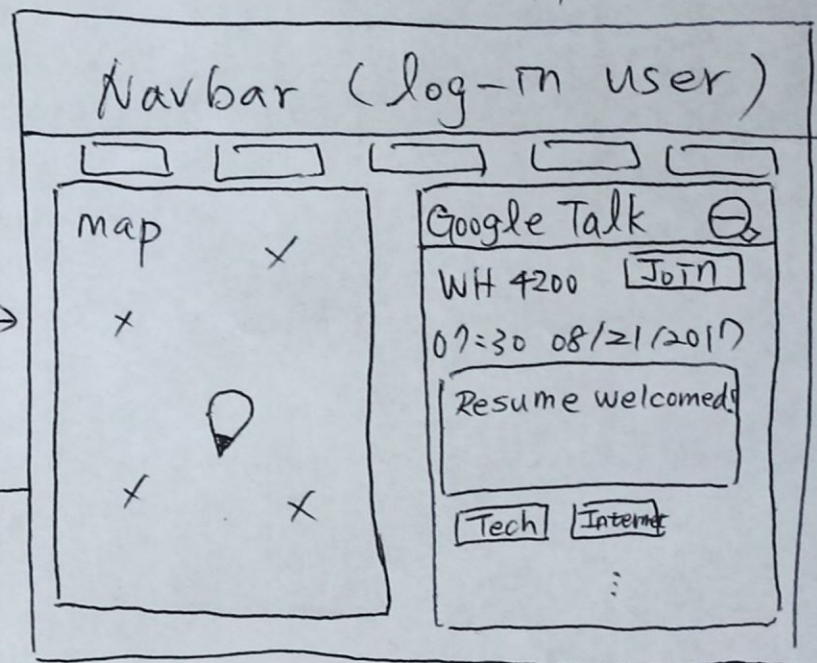 Navbar (log-in user)
map
Google Talk
WH 4200
Join
07:30 08/21/2017
Resume welcomed!
Tech
Internet